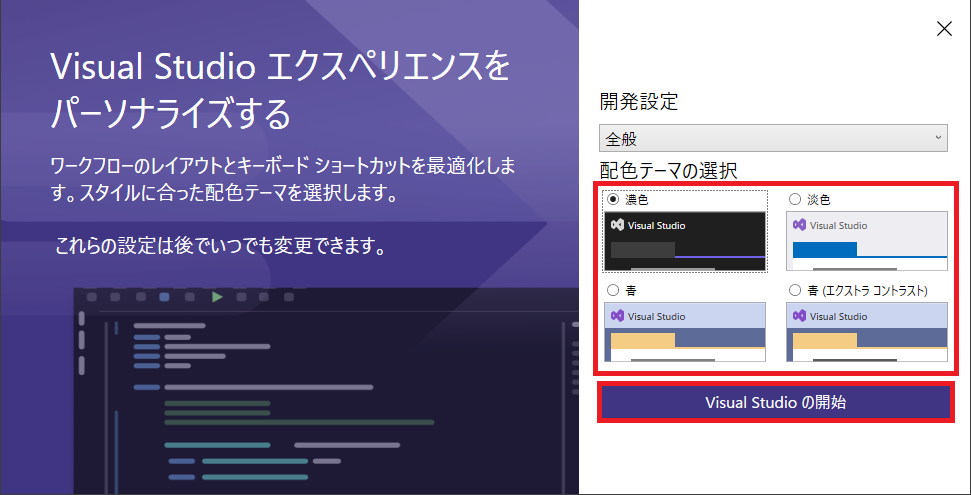 Visual Studio エクスペリエンスを
パーソナライズする
ワークフローのレイアウトとキーボード ショートカットを最適化しま
す。スタイルに合った配色テーマを選択します。
これらの設定は後でいつでも変更できます。
開発設定
全般
配色テーマの選択
濃色
淡色
Visual Studio
Visual Studio
青
青 (エクストラ コントラスト)
Visual Studio
Visual Studio
Visual Studio の開始